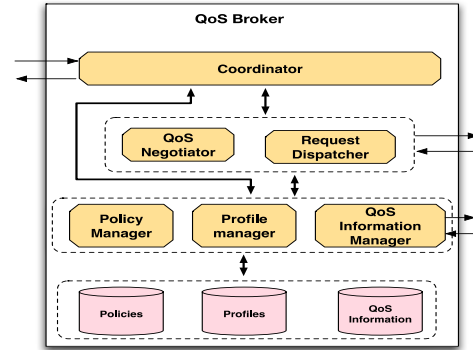 QoS Broker
Coordinator
QoS
Negotiator
Request
Dispatcher
Policy
Manager
Profile
manager
QoS
Information
Manager
Policies
Profiles
QoS
Information